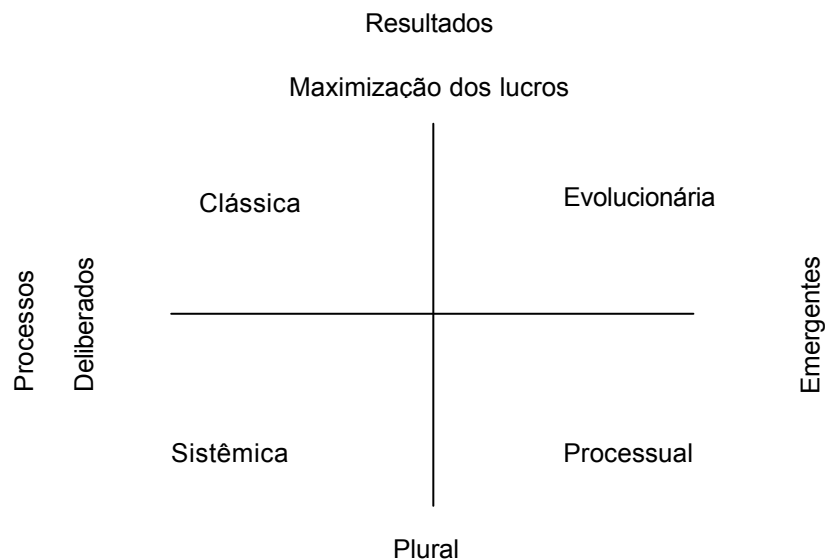 Resultados
Maximização dos lucros
Clássica
Evolucionária
Processos
Deliberados
Emergentes
Sistêmica
Processual
Plural